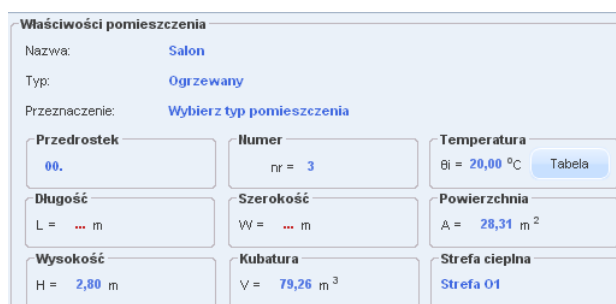 Właściwości pomieszczenia
Nazwa: Salon
Typ: Ogrzewany
Przeznaczenie: Wybierz typ pomieszczenia
Przedrostek Numer Temperatura
00. nr = 3 θi = 20,00 °C Tabela
Długość Szerokość Powierzchnia
L = ... m W = ... m A = 28,31 m²
Wysokość Kubatura Strefa cieplna
H = 2,80 m V = 79,26 m³ Strefa O1